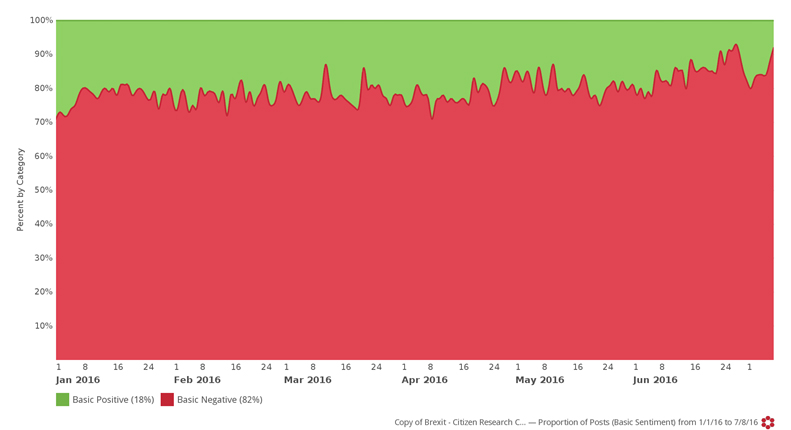 100%
90%
80%
70%
60%
50%
40%
30%
20%
10%
Percent by Category
1 8 16 24 1 8 16 24 1 8 16 24 1 8 16 24 1 8 16 24 1 8 16 24 1
Jan 2016 Feb 2016 Mar 2016 Apr 2016 May 2016 Jun 2016
Basic Positive (18%) Basic Negative (82%)
Copy of Brexit - Citizen Research C... — Proportion of Posts (Basic Sentiment) from 1/1/16 to 7/8/16